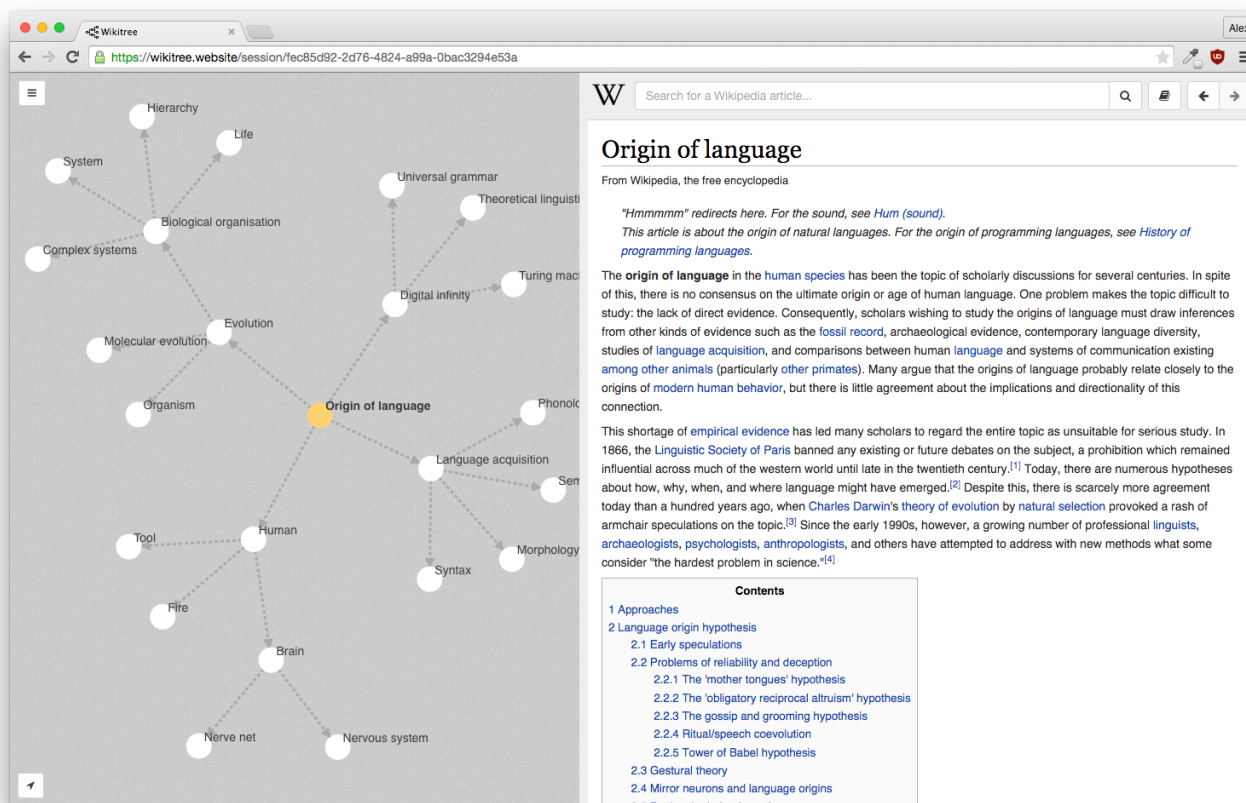 Wikitree
Alex
https://wikitree.website/session/fec85d92-2d76-4824-a99a-0bac3294e53a
Hierarchy
Life
System
Universal grammar
Theoretical linguisti
Biological organisation
Complex systems
Turing mac
Digital infinity
Evolution
Molecular evolution
Organism
Origin of language
Phonolo
Language acquisition
Sem
Human
Tool
Morphology
Syntax
Fire
Brain
Nerve net
Nervous system
W
Search for a Wikipedia article...
Origin of language
From Wikipedia, the free encyclopedia
"Hmmmmm" redirects here. For the sound, see Hum (sound).
This article is about the origin of natural languages. For the origin of programming languages, see History of
programming languages.
The origin of language in the human species has been the topic of scholarly discussions for several centuries. In spite
of this, there is no consensus on the ultimate origin or age of human language. One problem makes the topic difficult to
study: the lack of direct evidence. Consequently, scholars wishing to study the origins of language must draw inferences
from other kinds of evidence such as the fossil record, archaeological evidence, contemporary language diversity,
studies of language acquisition, and comparisons between human language and systems of communication existing
among other animals (particularly other primates). Many argue that the origins of language probably relate closely to the
origins of modern human behavior, but there is little agreement about the implications and directionality of this
connection.
This shortage of empirical evidence has led many scholars to regard the entire topic as unsuitable for serious study. In
1866, the Linguistic Society of Paris banned any existing or future debates on the subject, a prohibition which remained
influential across much of the western world until late in the twentieth century.[1] Today, there are numerous hypotheses
about how, why, when, and where language might have emerged.[2] Despite this, there is scarcely more agreement
today than a hundred years ago, when Charles Darwin's theory of evolution by natural selection provoked a rash of
armchair speculations on the topic.[3] Since the early 1990s, however, a growing number of professional linguists,
archaeologists, psychologists, anthropologists, and others have attempted to address with new methods what some
consider "the hardest problem in science."[4]
Contents
1 Approaches
2 Language origin hypothesis
2.1 Early speculations
2.2 Problems of reliability and deception
2.2.1 The 'mother tongues' hypothesis
2.2.2 The 'obligatory reciprocal altruism' hypothesis
2.2.3 The gossip and grooming hypothesis
2.2.4 Ritual/speech coevolution
2.2.5 Tower of Babel hypothesis
2.3 Gestural theory
2.4 Mirror neurons and language origins